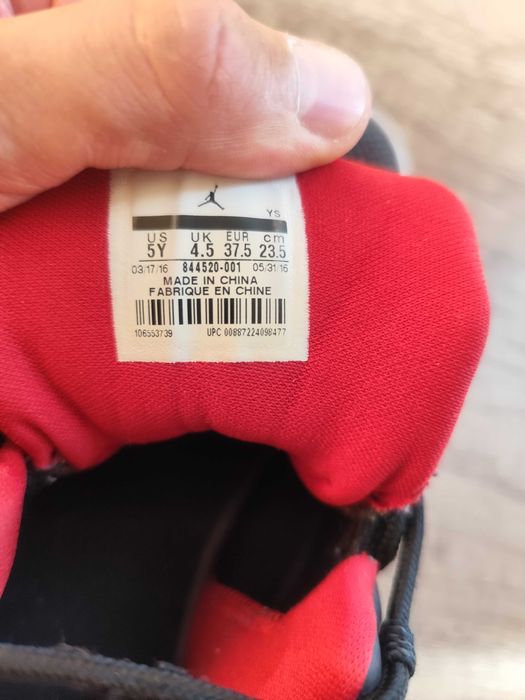 YS
US UK EUR cm
5Y 4.5 37.5 23.5
03/17/16 844520-001 05/31/16
MADE IN CHINA
FABRIQUE EN CHINE
106553739 UPC 00887224098477